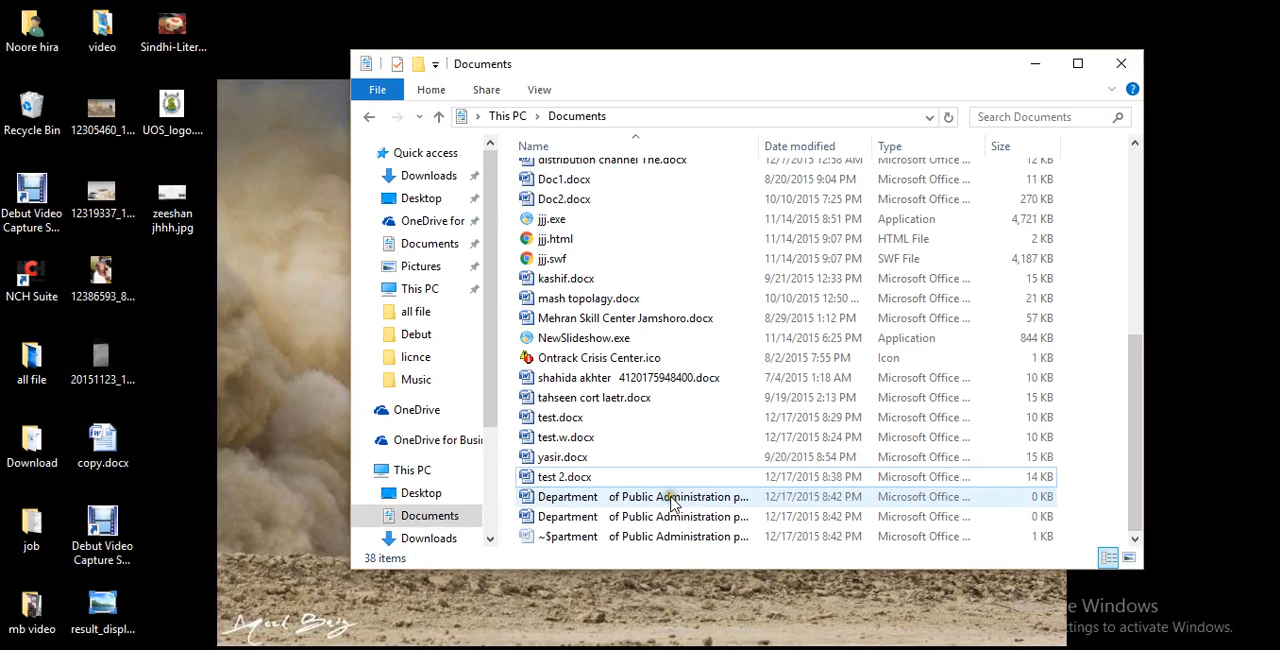 Noore hira
video
Sindhi-Liter...
Recycle Bin
12305460_1...
UOS_logo....
Debut Video
Capture S...
12319337_1...
zeeshan
jhhh.jpg
NCH Suite
12386593_8...
all file
20151123_1...
Download
copy.docx
job
Debut Video
Capture S...
mb video
result_displ...
Documents
File
Home
Share
View
This PC
Documents
Search Documents
Quick access
Downloads
Desktop
OneDrive for
Documents
Pictures
This PC
all file
Debut
licnce
Music
OneDrive
OneDrive for Busi
This PC
Desktop
Documents
Downloads
Name Date modified Type Size
distribution channel The.docx 12/7/2015 12:58 AM Microsoft Office ... 12 KB
Doc1.docx 8/20/2015 9:04 PM Microsoft Office ... 11 KB
Doc2.docx 10/10/2015 7:25 PM Microsoft Office ... 270 KB
jjj.exe 11/14/2015 8:51 PM Application 4,721 KB
jjj.html 11/14/2015 9:07 PM HTML File 2 KB
jjj.swf 11/14/2015 9:07 PM SWF File 4,187 KB
kashif.docx 9/21/2015 12:33 PM Microsoft Office ... 15 KB
mash topolagy.docx 10/10/2015 12:50 ... Microsoft Office ... 21 KB
Mehran Skill Center Jamshoro.docx 8/29/2015 1:12 PM Microsoft Office ... 57 KB
NewSlideshow.exe 11/14/2015 6:25 PM Application 844 KB
Ontrack Crisis Center.ico 8/2/2015 7:55 PM Icon 1 KB
shahida akhter 4120175948400.docx 7/4/2015 1:18 AM Microsoft Office ... 10 KB
tahseen cort laetr.docx 9/19/2015 2:13 PM Microsoft Office ... 15 KB
test.docx 12/17/2015 8:29 PM Microsoft Office ... 10 KB
test.w.docx 12/17/2015 8:24 PM Microsoft Office ... 10 KB
yasir.docx 9/20/2015 8:54 PM Microsoft Office ... 15 KB
test 2.docx 12/17/2015 8:38 PM Microsoft Office ... 14 KB
Department of Public Administration p... 12/17/2015 8:42 PM Microsoft Office ... 0 KB
Department of Public Administration p... 12/17/2015 8:42 PM Microsoft Office ... 0 KB
~$partment of Public Administration p... 12/17/2015 8:42 PM Microsoft Office ... 1 KB
38 items
e Windows
ttings to activate Windows.